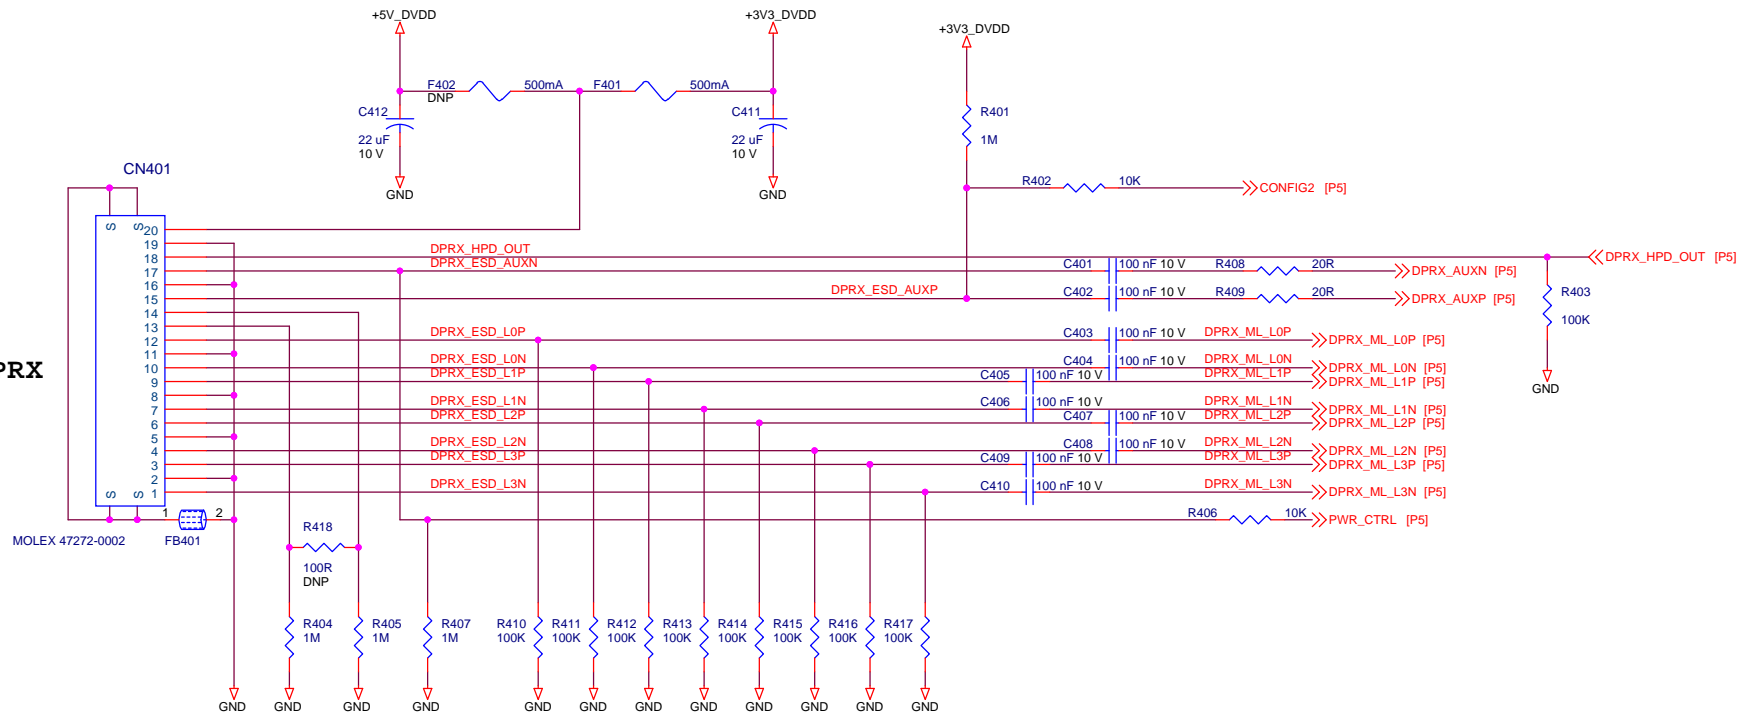 +5V_DVDD
+3V3_DVDD
+3V3_DVDD
F402 500mA F401 500mA
DNP
C412 C411 R401
22 uF 22 uF 1M
10 V 10 V
CN401
GND GND
R402 10K CONFIG2 [P5]
S S 20
19
18 DPRX_HPD_OUT DPRX_HPD_OUT [P5]
17 DPRX_ESD_AUXN C401 100 nF 10 V R408 20R DPRX_AUXN [P5]
16
15 DPRX_ESD_AUXP C402 100 nF 10 V R409 20R DPRX_AUXP [P5]
R403
100K
14
13
12 DPRX_ESD_L0P C403 100 nF 10 V DPRX_ML_L0P DPRX_ML_L0P [P5]
11
PRX
10 DPRX_ESD_L0N C404 100 nF 10 V DPRX_ML_L0N DPRX_ML_L0N [P5]
9 DPRX_ESD_L1P C405 100 nF 10 V DPRX_ML_L1P DPRX_ML_L1P [P5]
GND
8
7 DPRX_ESD_L1N C406 100 nF 10 V DPRX_ML_L1N DPRX_ML_L1N [P5]
6 DPRX_ESD_L2P C407 100 nF 10 V DPRX_ML_L2P DPRX_ML_L2P [P5]
5
4 DPRX_ESD_L2N C408 100 nF 10 V DPRX_ML_L2N DPRX_ML_L2N [P5]
3 DPRX_ESD_L3P C409 100 nF 10 V DPRX_ML_L3P DPRX_ML_L3P [P5]
2
S S 1 DPRX_ESD_L3N C410 100 nF 10 V DPRX_ML_L3N DPRX_ML_L3N [P5]
1 2 R406 10K PWR_CTRL [P5]
MOLEX 47272-0002 FB401
R418
100R
DNP
R404 R405 R407 R410 R411 R412 R413 R414 R415 R416 R417
1M 1M 1M 100K 100K 100K 100K 100K 100K 100K 100K
GND GND GND GND GND GND GND GND GND GND GND GND